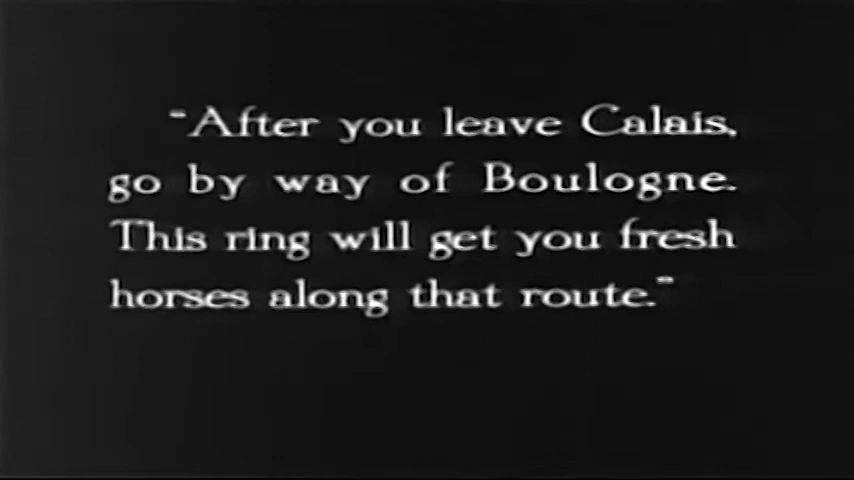 "After you leave Calais,
go by way of Boulogne.
This ring will get you fresh
horses along that route."